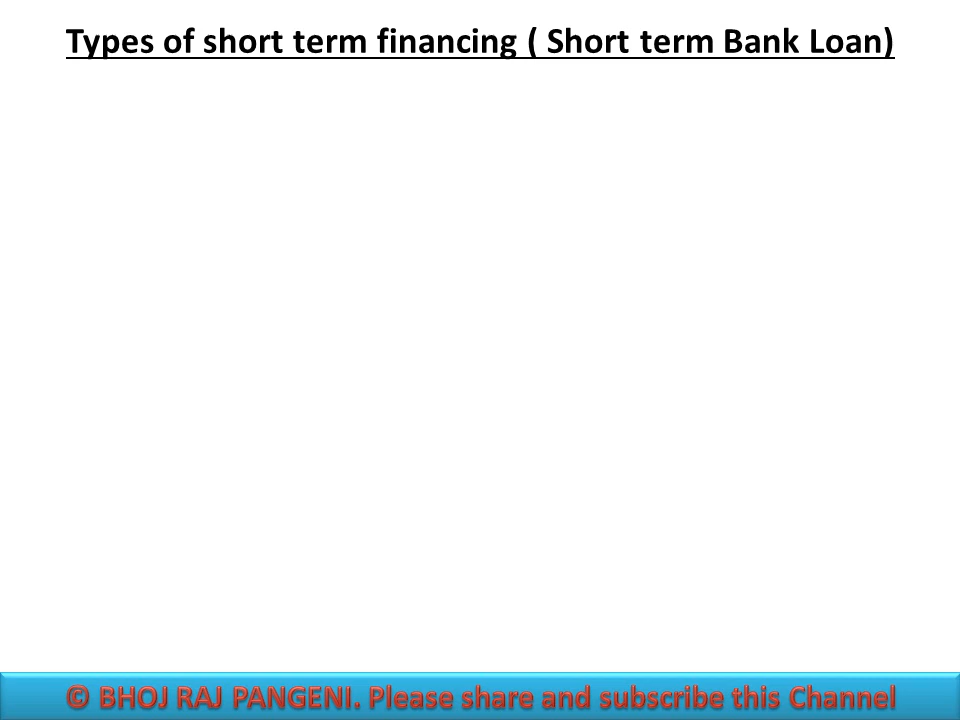 Types of short term financing ( Short term Bank Loan)
© BHOJ RAJ PANGENI. Please share and subscribe this Channel